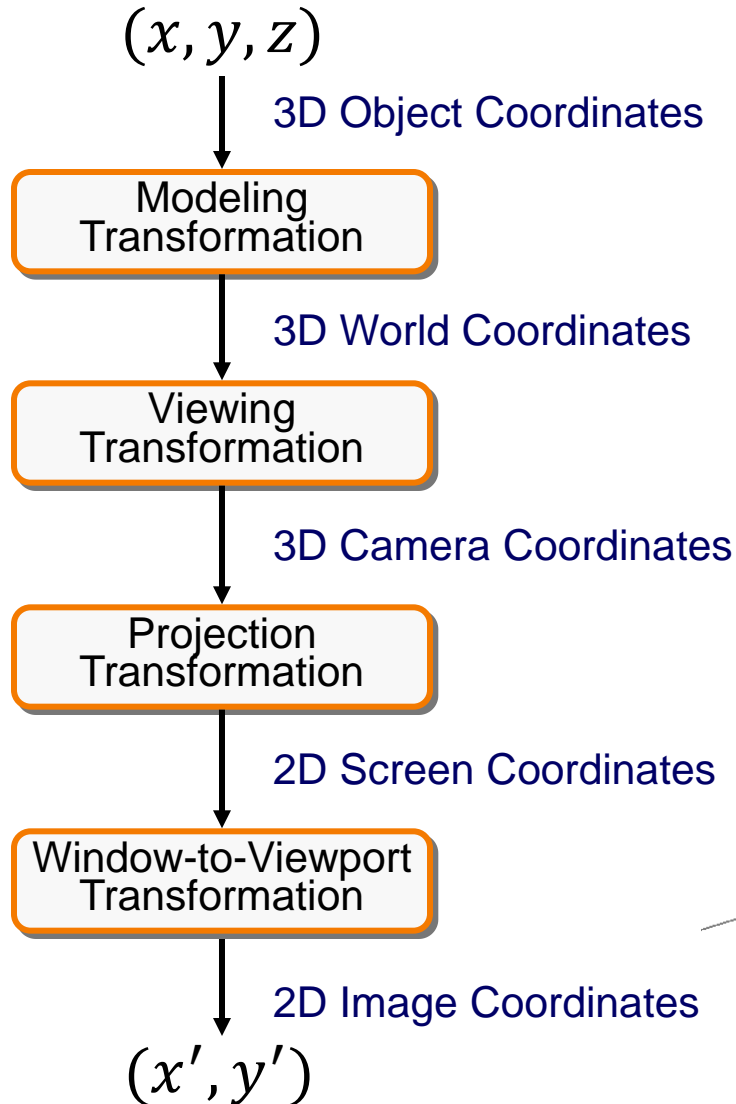 (x, y, z)
3D Object Coordinates
Modeling
Transformation
3D World Coordinates
Viewing
Transformation
3D Camera Coordinates
Projection
Transformation
2D Screen Coordinates
Window-to-Viewport
Transformation
2D Image Coordinates
(x′, y′)